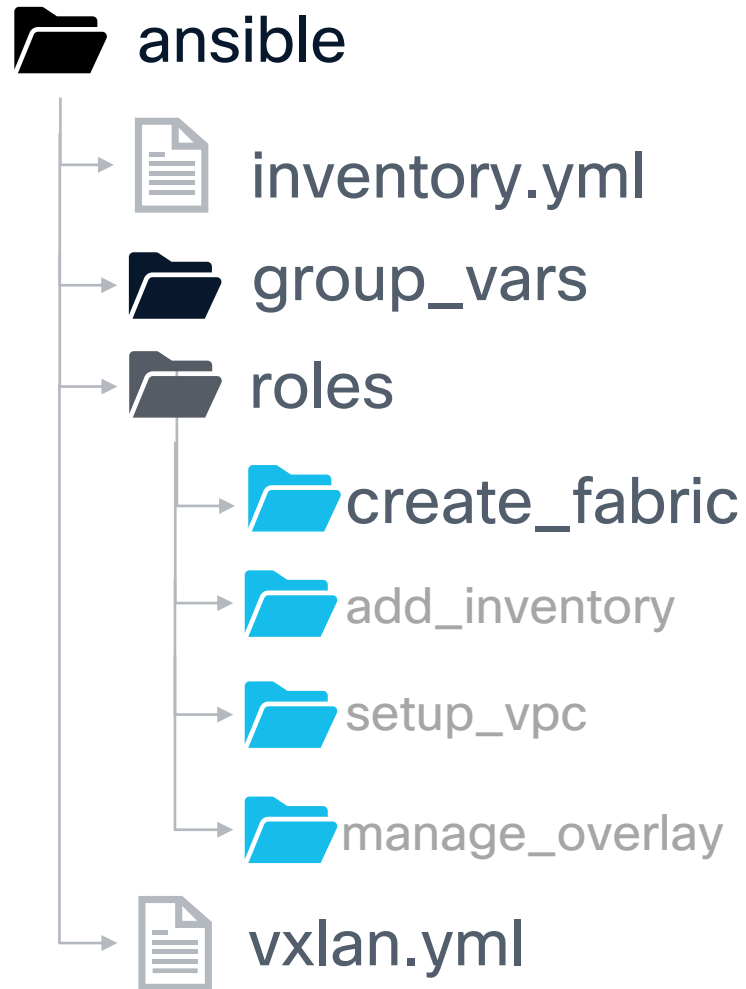 ansible
inventory.yml
group_vars
roles
create_fabric
add_inventory
setup_vpc
manage_overlay
vxlan.yml